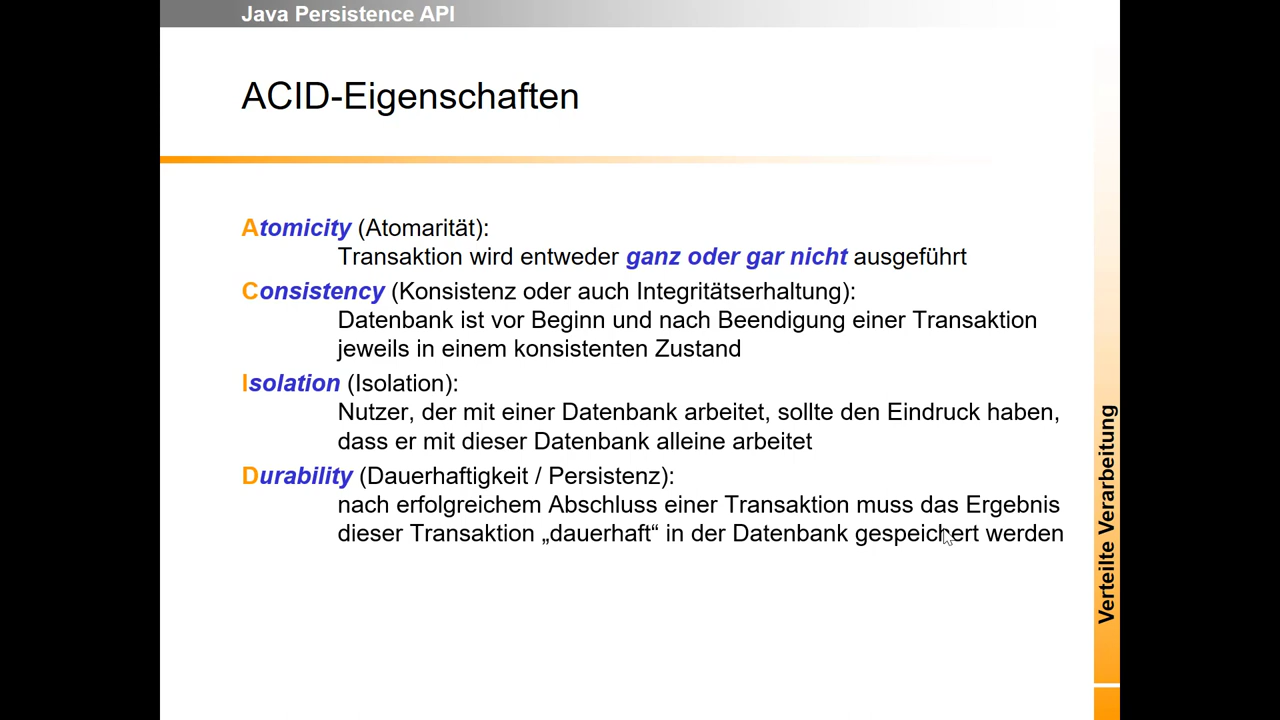 Java Persistence API
ACID-Eigenschaften
Atomicity (Atomarität):
Transaktion wird entweder ganz oder gar nicht ausgeführt
Consistency (Konsistenz oder auch Integritätserhaltung):
Datenbank ist vor Beginn und nach Beendigung einer Transaktion
jeweils in einem konsistenten Zustand
Isolation (Isolation):
Nutzer, der mit einer Datenbank arbeitet, sollte den Eindruck haben,
dass er mit dieser Datenbank alleine arbeitet
Durability (Dauerhaftigkeit / Persistenz):
nach erfolgreichem Abschluss einer Transaktion muss das Ergebnis
dieser Transaktion „dauerhaft“ in der Datenbank gespeichert werden
Verteilte Verarbeitung